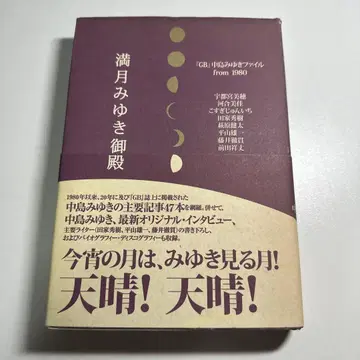 「GB」中島みゆきファイル
from 1980
満月みゆき御殿
宇都宮美穂
河合美佳
こすぎじゅんいち
田家秀樹
萩原健太
平山雄一
藤井徹貫
前田祥丈
1980年以来、20年に及び「GB」誌上に掲載された
中島みゆきの主要記事47本を網羅。併せて、
中島みゆき、最新オリジナル・インタビュー、
主要ライター(田家秀樹、平山雄一、藤井徹貫)の書き下ろし、
およびバイオグラフィー・ディスコグラフィーも収録。
今宵の月は、みゆき見る月!
天晴! 天晴!